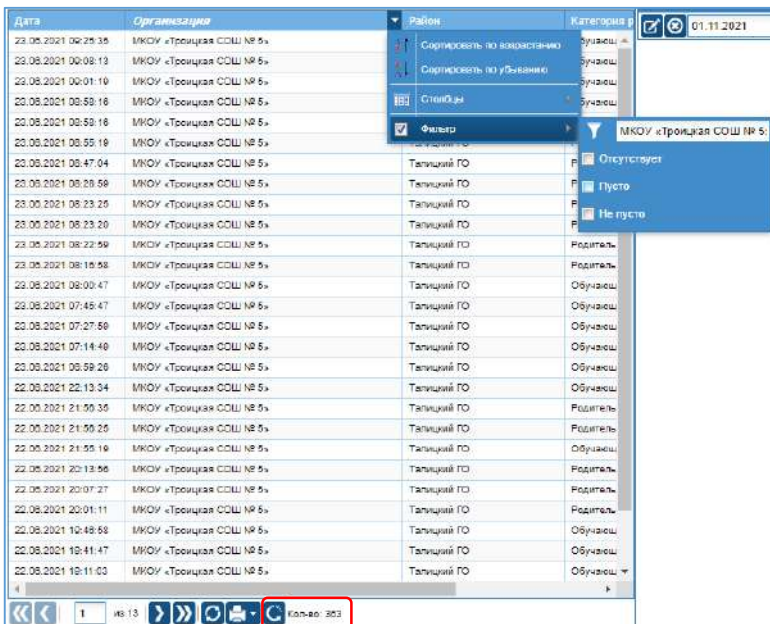 Дата Организация Район Категория р
01.11.2021
23.06.2021 09:25:35 МКОУ «Троицкая СОШ № 5» бучающ
Сортировать по возрастанию
23.06.2021 09:08:13 МКОУ «Троицкая СОШ № 5» бучающ
Сортировать по убыванию
23.06.2021 09:01:19 МКОУ «Троицкая СОШ № 5» бучающ
23.06.2021 08:58:16 МКОУ «Троицкая СОШ № 5» бучающ
Столбцы
23.06.2021 08:58:16 МКОУ «Троицкая СОШ № 5»
Фильтр
МКОУ «Троицкая СОШ № 5:
23.06.2021 08:55:19 МКОУ «Троицкая СОШ № 5»
Отсутствует
23.06.2021 08:47:04 МКОУ «Троицкая СОШ № 5» Талицкий ГО Р
23.06.2021 08:28:59 МКОУ «Троицкая СОШ № 5» Талицкий ГО Р
Пусто
23.06.2021 08:23:25 МКОУ «Троицкая СОШ № 5» Талицкий ГО Р
Не пусто
23.06.2021 08:23:20 МКОУ «Троицкая СОШ № 5» Талицкий ГО Р
23.06.2021 08:22:59 МКОУ «Троицкая СОШ № 5» Талицкий ГО Родитель
23.06.2021 08:16:58 МКОУ «Троицкая СОШ № 5» Талицкий ГО Родитель
23.06.2021 08:00:47 МКОУ «Троицкая СОШ № 5» Талицкий ГО Обучающ
23.06.2021 07:45:47 МКОУ «Троицкая СОШ № 5» Талицкий ГО Обучающ
23.06.2021 07:27:59 МКОУ «Троицкая СОШ № 5» Талицкий ГО Обучающ
23.06.2021 07:14:49 МКОУ «Троицкая СОШ № 5» Талицкий ГО Обучающ
23.06.2021 06:59:26 МКОУ «Троицкая СОШ № 5» Талицкий ГО Обучающ
22.06.2021 22:13:34 МКОУ «Троицкая СОШ № 5» Талицкий ГО Обучающ
22.06.2021 21:56:35 МКОУ «Троицкая СОШ № 5» Талицкий ГО Родитель
22.06.2021 21:56:25 МКОУ «Троицкая СОШ № 5» Талицкий ГО Родитель
22.06.2021 21:55:19 МКОУ «Троицкая СОШ № 5» Талицкий ГО Обучающ
22.06.2021 20:13:56 МКОУ «Троицкая СОШ № 5» Талицкий ГО Родитель
22.06.2021 20:07:27 МКОУ «Троицкая СОШ № 5» Талицкий ГО Родитель
22.06.2021 20:01:11 МКОУ «Троицкая СОШ № 5» Талицкий ГО Родитель
22.06.2021 19:46:58 МКОУ «Троицкая СОШ № 5» Талицкий ГО Обучающ
22.06.2021 19:41:47 МКОУ «Троицкая СОШ № 5» Талицкий ГО Обучающ
22.06.2021 19:11:03 МКОУ «Троицкая СОШ № 5» Талицкий ГО Обучающ
1 из 13 Кол-во: 363